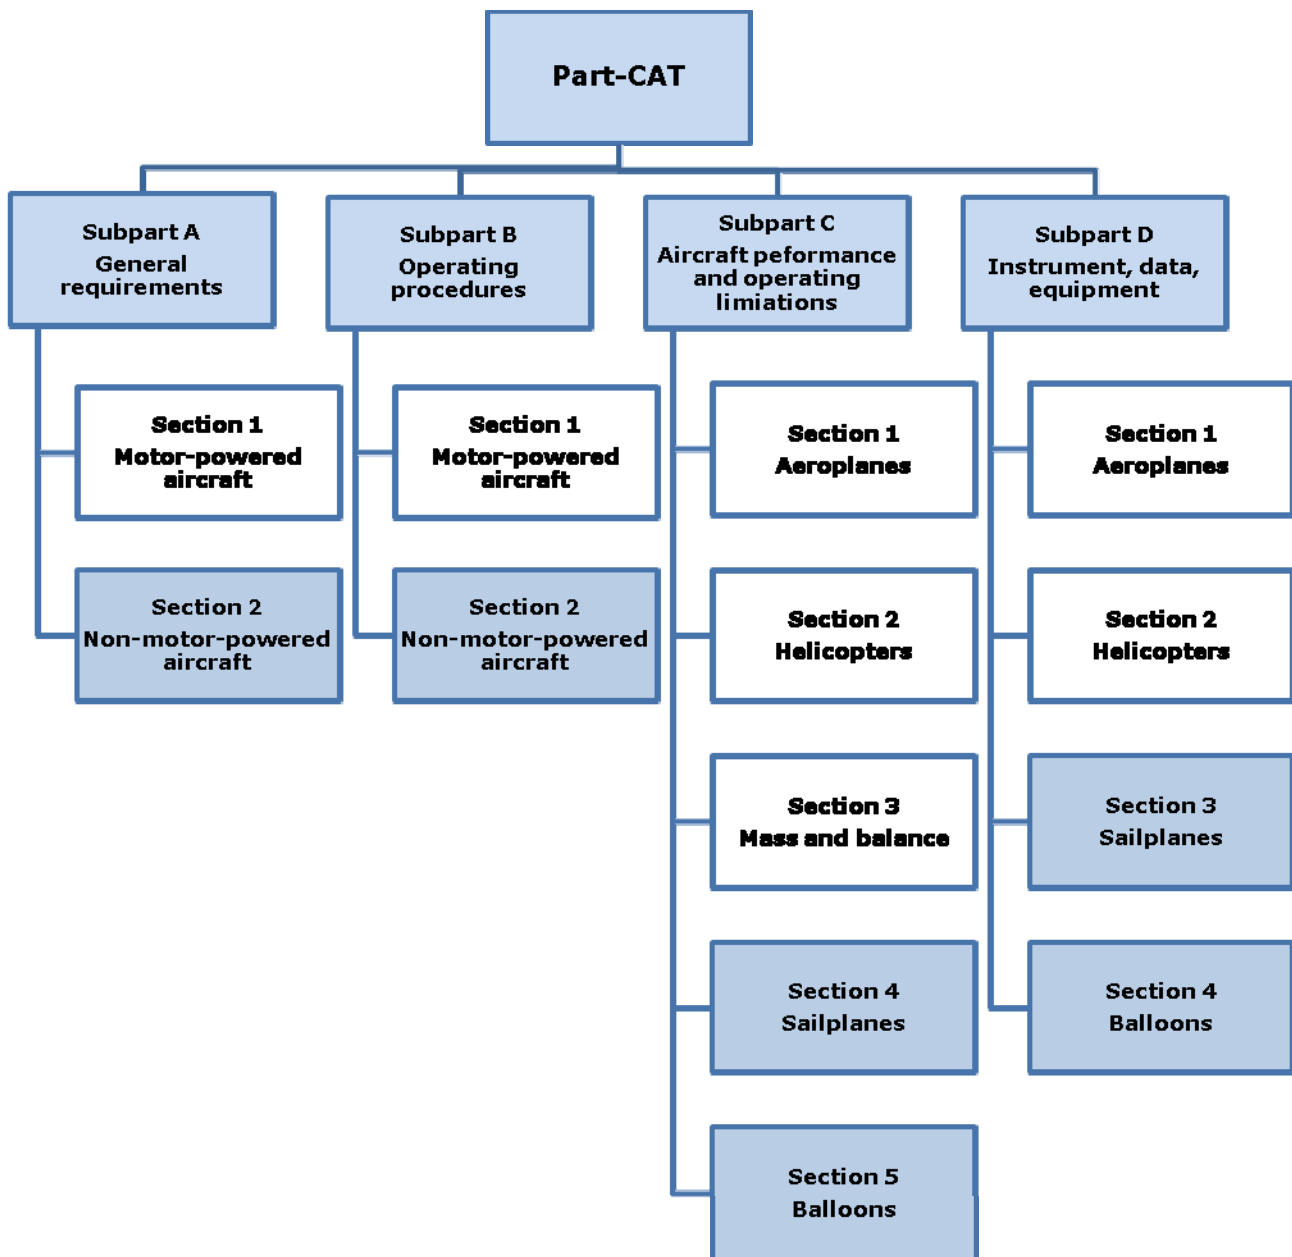 Part-CAT
Subpart A
General
requirements
Section 1
Motor-powered
aircraft
Section 2
Non-motor-powered
aircraft
Subpart B
Operating
procedures
Section 1
Motor-powered
aircraft
Section 2
Non-motor-powered
aircraft
Subpart C
Aircraft peformance
and operating
limiations
Section 1
Aeroplanes
Section 2
Helicopters
Section 3
Mass and balance
Section 4
Sailplanes
Section 5
Balloons
Subpart D
Instrument, data,
equipment
Section 1
Aeroplanes
Section 2
Helicopters
Section 3
Sailplanes
Section 4
Balloons